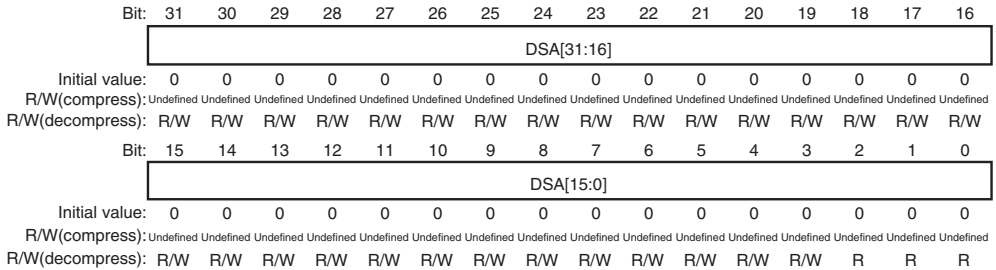 Bit: 31 30 29 28 27 26 25 24 23 22 21 20 19 18 17 16
DSA[31:16]
Initial value: 0 0 0 0 0 0 0 0 0 0 0 0 0 0 0 0
R/W(compress): Undefined Undefined Undefined Undefined Undefined Undefined Undefined Undefined Undefined Undefined Undefined Undefined Undefined Undefined Undefined Undefined
R/W(decompress): R/W R/W R/W R/W R/W R/W R/W R/W R/W R/W R/W R/W R/W R/W R/W R/W
Bit: 15 14 13 12 11 10 9 8 7 6 5 4 3 2 1 0
DSA[15:0]
Initial value: 0 0 0 0 0 0 0 0 0 0 0 0 0 0 0 0
R/W(compress): Undefined Undefined Undefined Undefined Undefined Undefined Undefined Undefined Undefined Undefined Undefined Undefined Undefined Undefined Undefined Undefined
R/W(decompress): R/W R/W R/W R/W R/W R/W R/W R/W R/W R/W R/W R/W R/W R R R